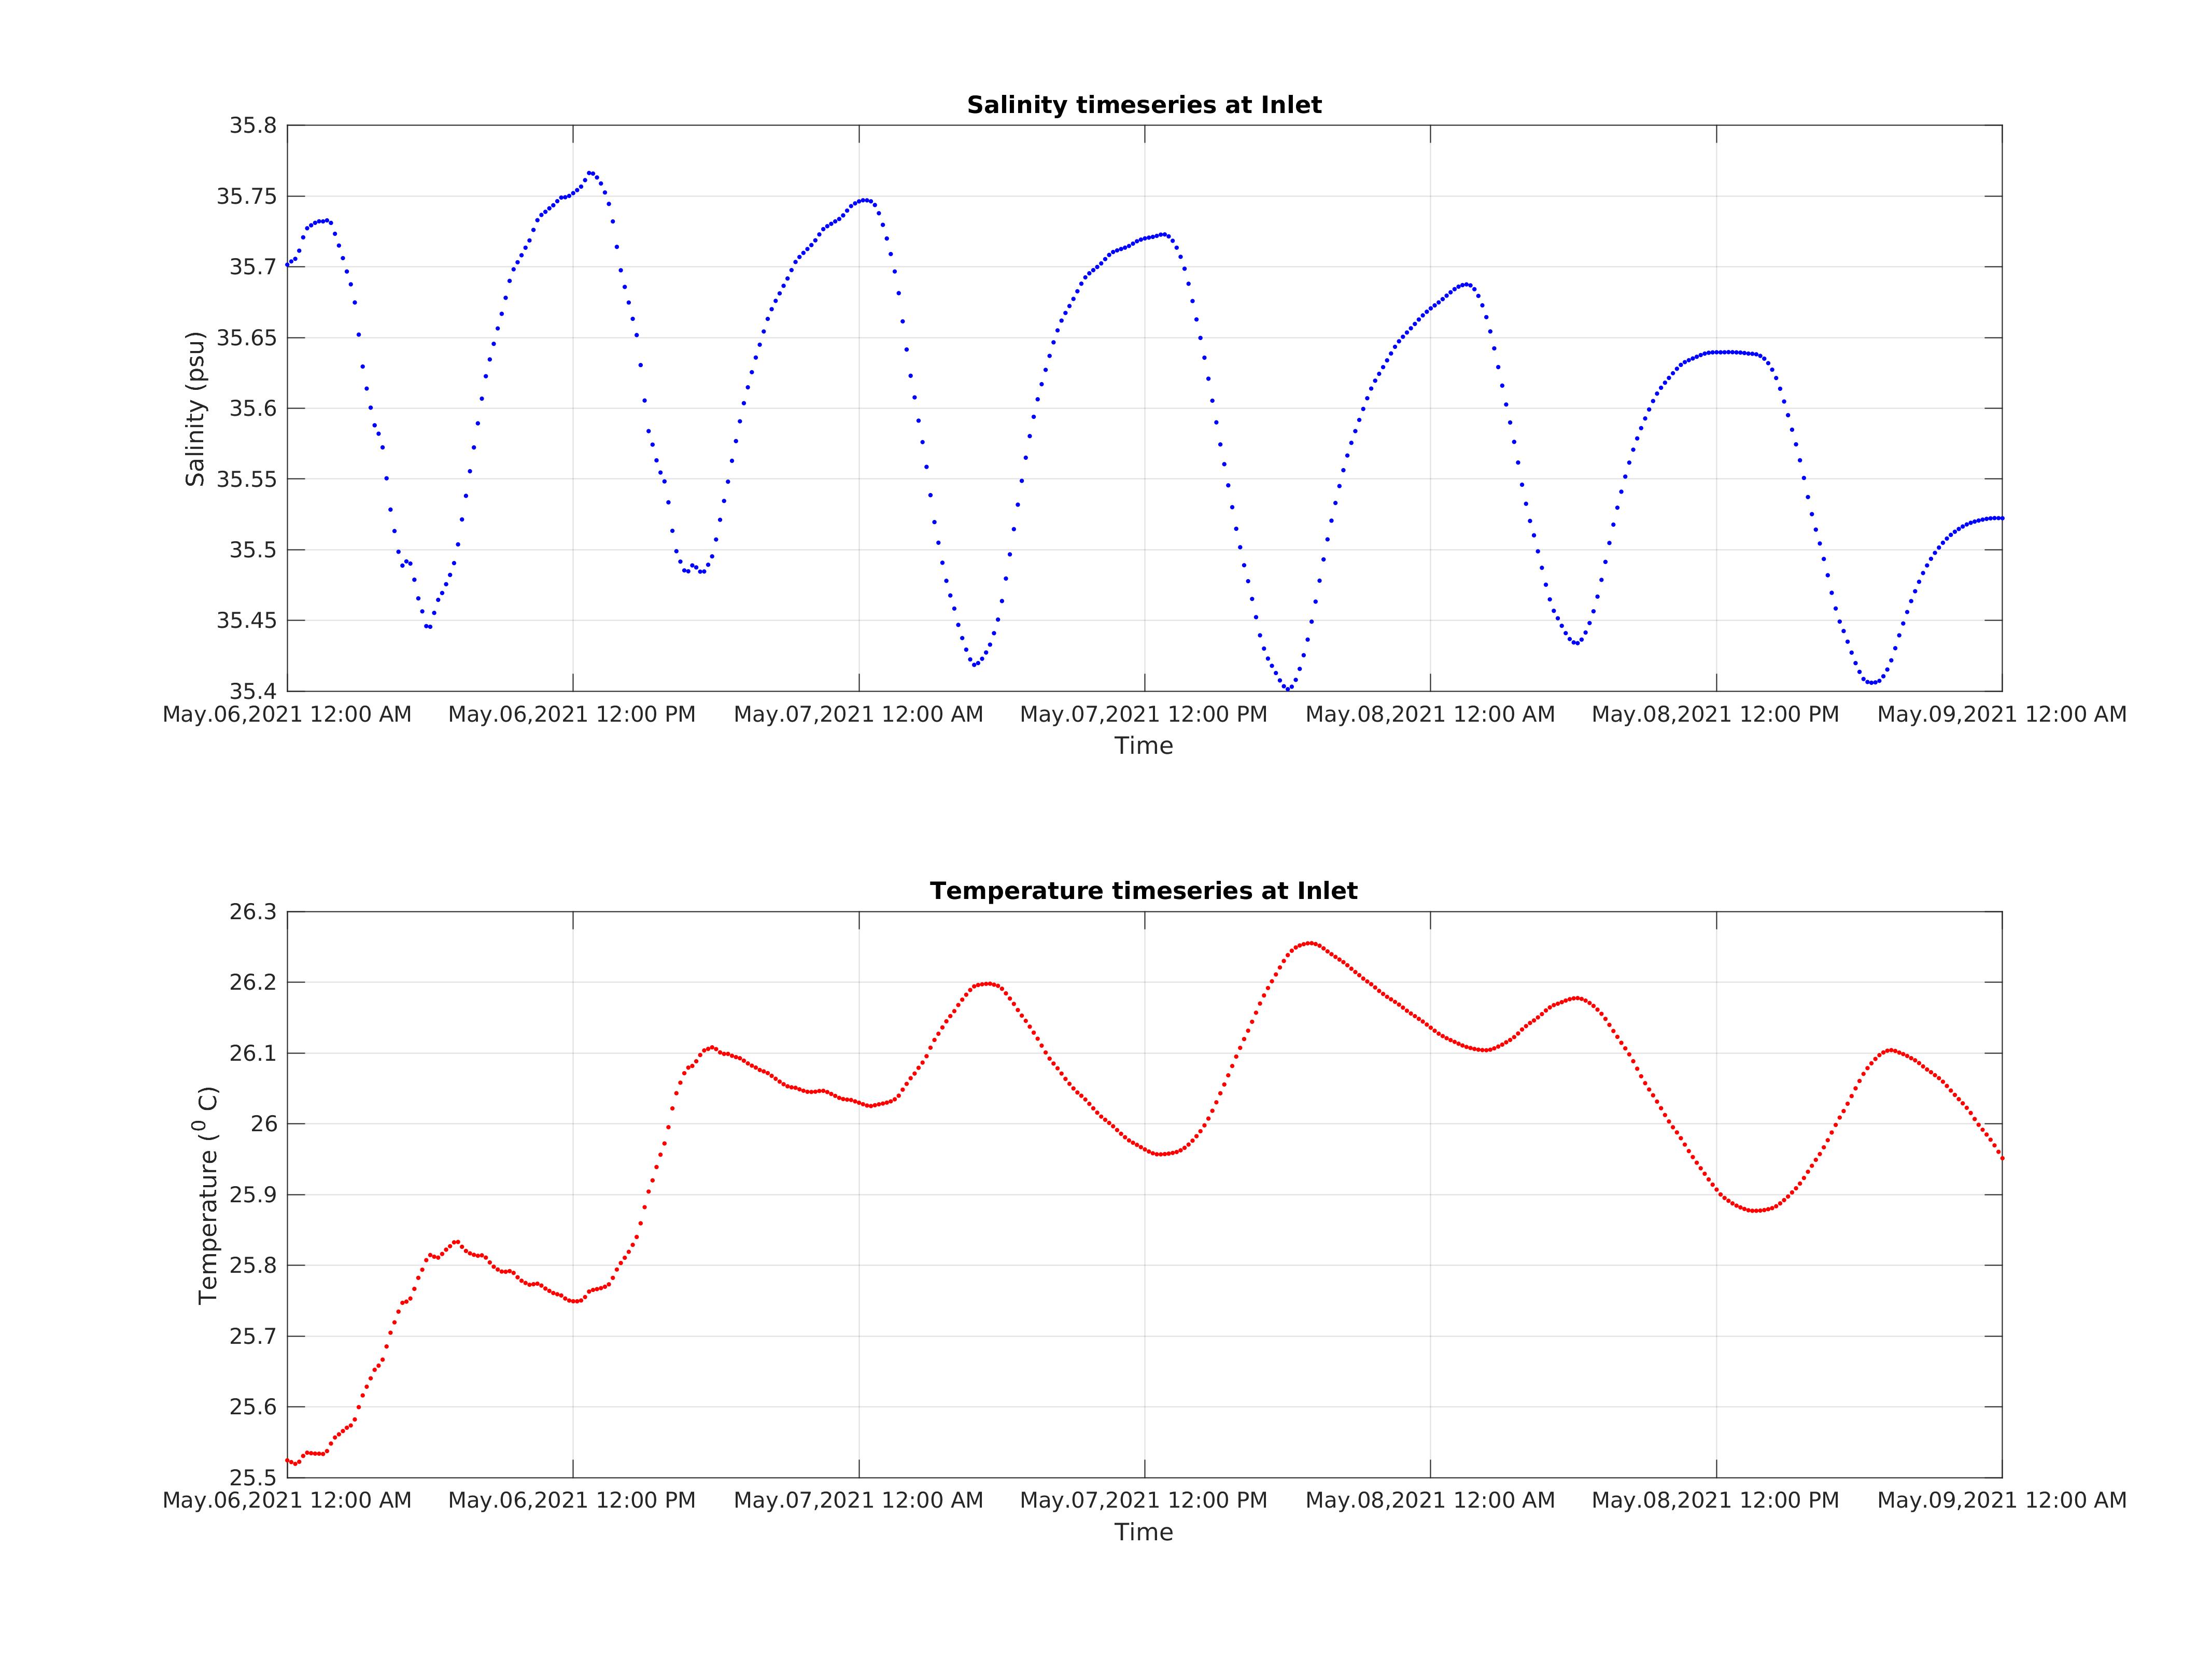 Salinity timeseries at Inlet
35.8
35.75
35.7
35.65
35.6
35.55
35.5
35.45
35.4
Salinity (psu)
May.06,2021 12:00 AM May.06,2021 12:00 PM May.07,2021 12:00 AM May.07,2021 12:00 PM May.08,2021 12:00 AM May.08,2021 12:00 PM May.09,2021 12:00 AM
Time
Temperature timeseries at Inlet
26.3
26.2
26.1
26
25.9
25.8
25.7
25.6
25.5
Temperature (⁰ C)
May.06,2021 12:00 AM May.06,2021 12:00 PM May.07,2021 12:00 AM May.07,2021 12:00 PM May.08,2021 12:00 AM May.08,2021 12:00 PM May.09,2021 12:00 AM
Time